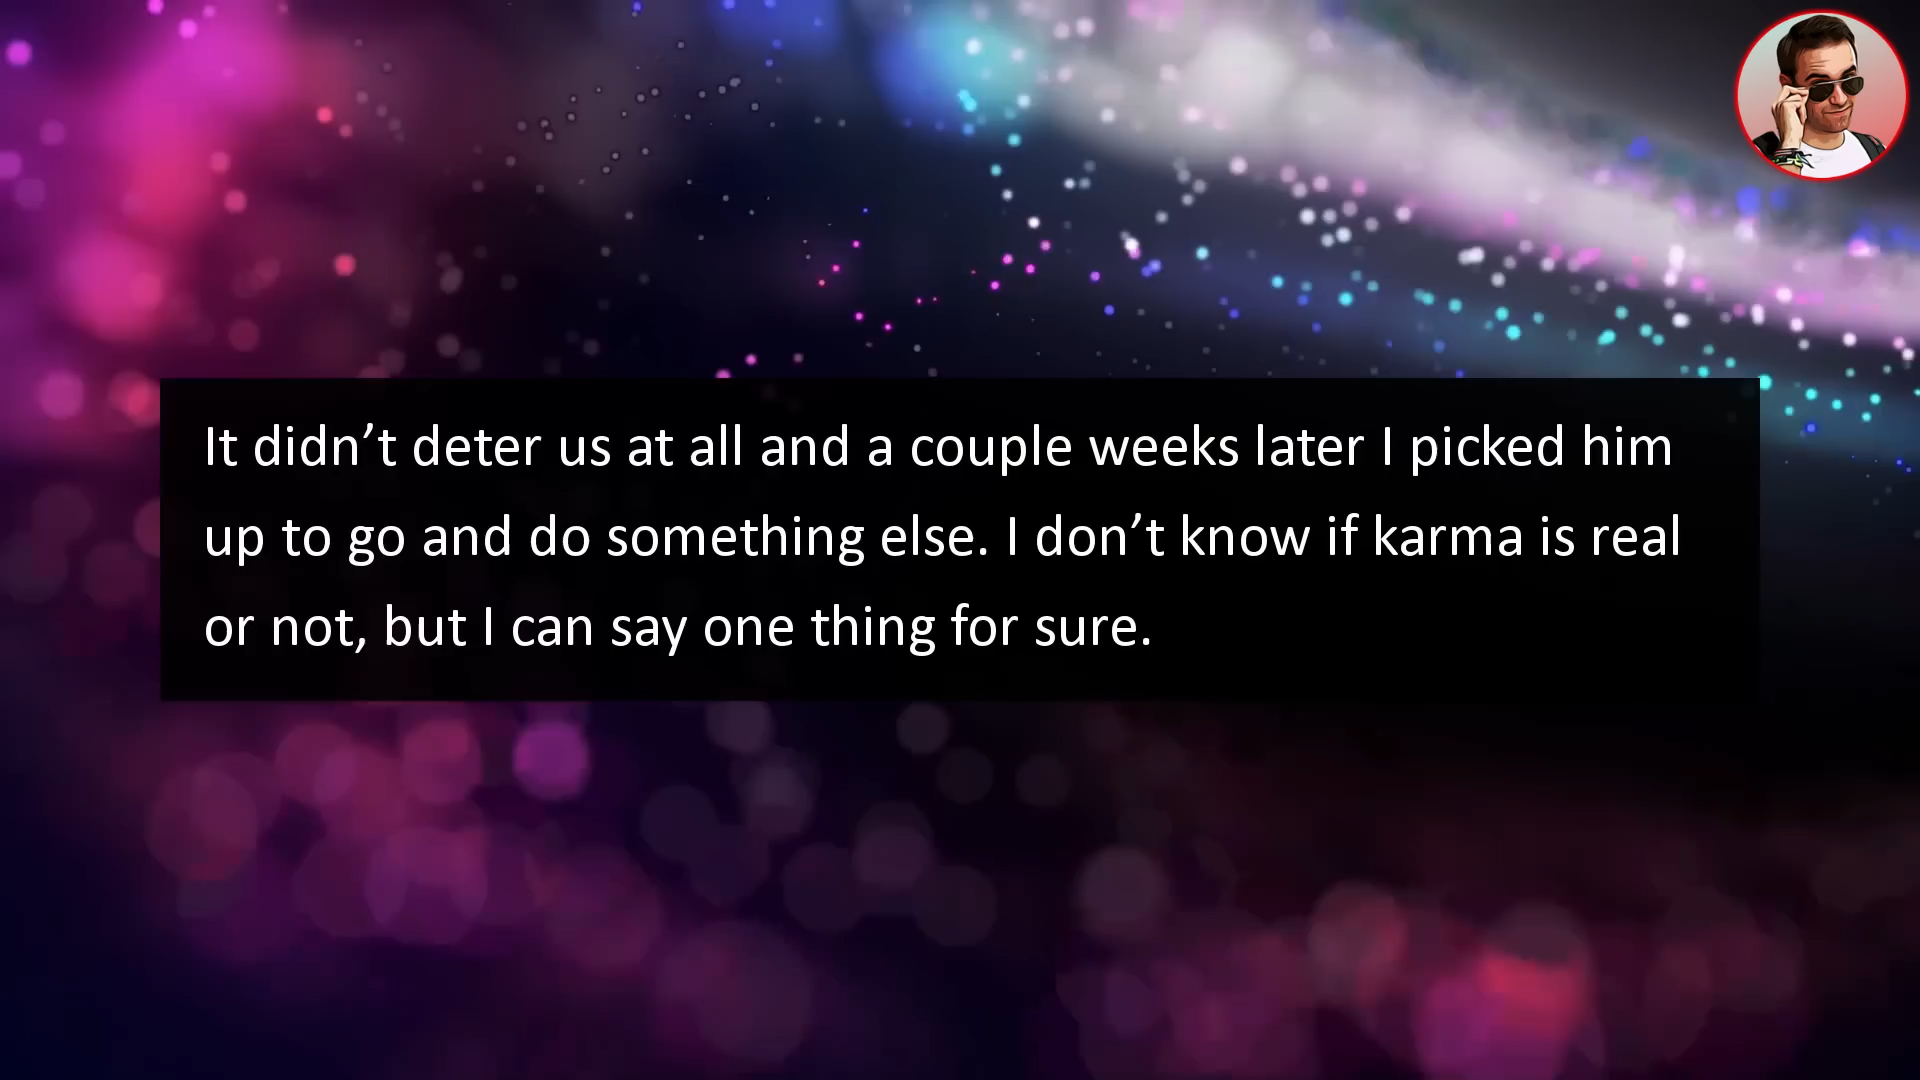 It didn’t deter us at all and a couple weeks later I picked him
up to go and do something else. I don’t know if karma is real
or not, but I can say one thing for sure.